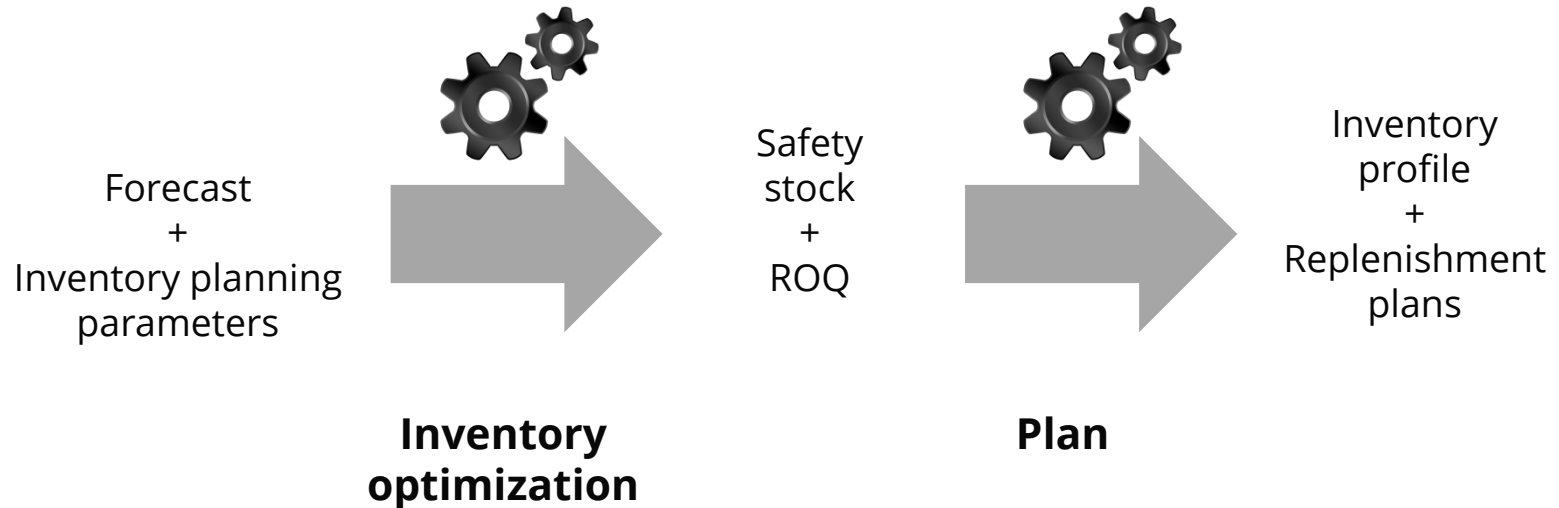 Forecast
+
Inventory planning
parameters
Inventory
optimization
Safety
stock
+
ROQ
Plan
Inventory
profile
+
Replenishment
plans